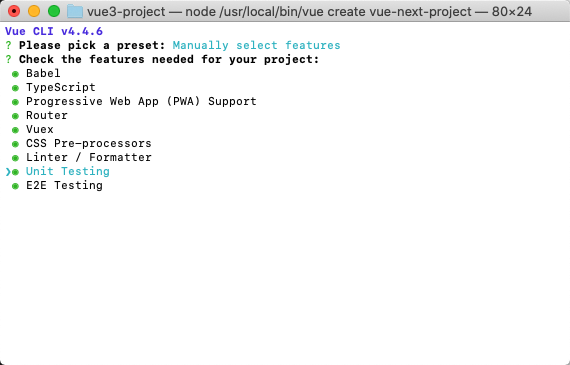 vue3-project — node /usr/local/bin/vue create vue-next-project — 80×24
Vue CLI v4.4.6
? Please pick a preset: Manually select features
? Check the features needed for your project:
◉ Babel
◉ TypeScript
◉ Progressive Web App (PWA) Support
◉ Router
◉ Vuex
◉ CSS Pre-processors
◉ Linter / Formatter
❯◉ Unit Testing
◉ E2E Testing